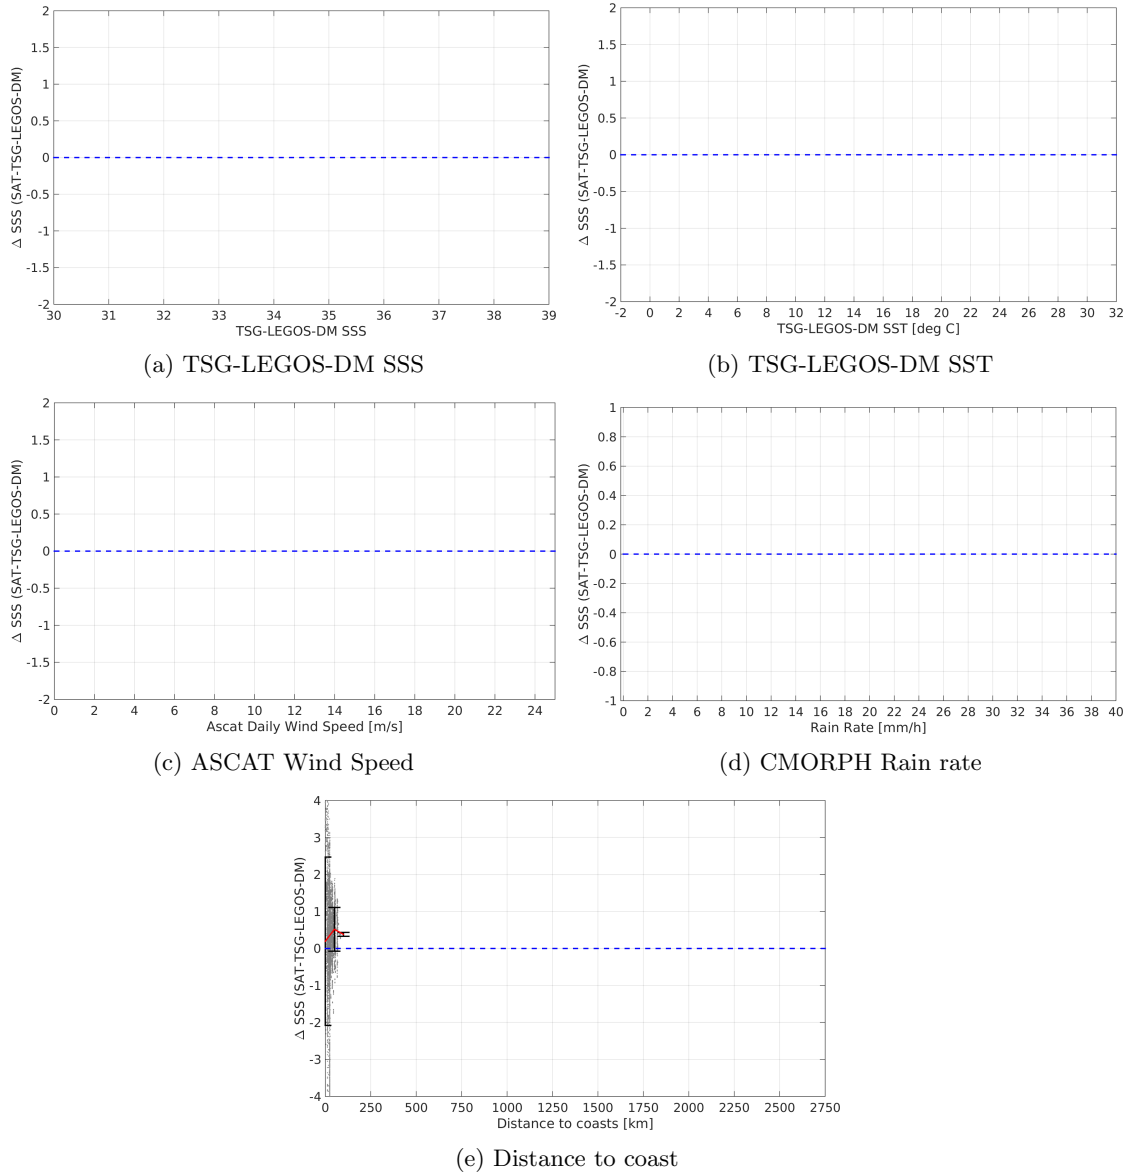 2
1.5
1
0.5
0
-0.5
-1
-1.5
-2
Δ SSS (SAT-TSG-LEGOS-DM)
30 31 32 33 34 35 36 37 38 39
TSG-LEGOS-DM SSS
(a) TSG-LEGOS-DM SSS
2
1.5
1
0.5
0
-0.5
-1
-1.5
-2
Δ SSS (SAT-TSG-LEGOS-DM)
-2 0 2 4 6 8 10 12 14 16 18 20 22 24 26 28 30 32
TSG-LEGOS-DM SST [deg C]
(b) TSG-LEGOS-DM SST
2
1.5
1
0.5
0
-0.5
-1
-1.5
-2
Δ SSS (SAT-TSG-LEGOS-DM)
0 2 4 6 8 10 12 14 16 18 20 22 24
Ascat Daily Wind Speed [m/s]
(c) ASCAT Wind Speed
1
0.8
0.6
0.4
0.2
0
-0.2
-0.4
-0.6
-0.8
-1
Δ SSS (SAT-TSG-LEGOS-DM)
0 2 4 6 8 10 12 14 16 18 20 22 24 26 28 30 32 34 36 38 40
Rain Rate [mm/h]
(d) CMORPH Rain rate
4
3
2
1
0
-1
-2
-3
-4
Δ SSS (SAT-TSG-LEGOS-DM)
0 250 500 750 1000 1250 1500 1750 2000 2250 2500 2750
Distance to coasts [km]
(e) Distance to coast